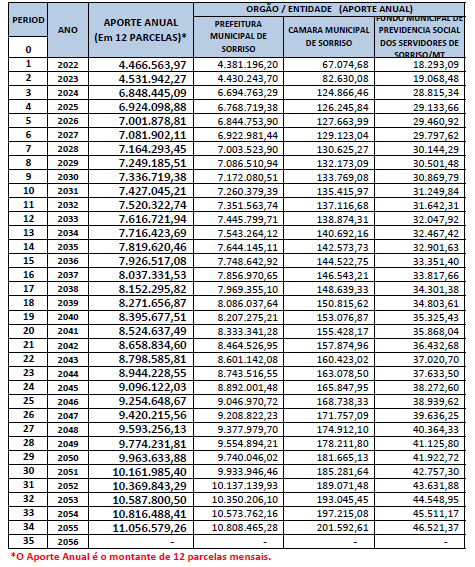 PERIODO 0 ANO APORTE ANUAL (Em 12 PARCELAS)* ORGÃO / ENTIDADE (APORTE ANUAL)
PREFEITURA MUNICIPAL DE SORRISO CAMARA MUNICIPAL DE SORRISO FUNDO MUNICIPAL DE PREVIDENCIA SOCIAL DOS SERVIDORES DE SORRISO/MT
1 2022 4.466.563,97 4.381.196,20 67.074,68 18.293,09
2 2023 4.531.942,27 4.430.243,70 82.630,08 19.068,48
3 2024 6.848.445,09 6.694.763,29 124.866,46 28.815,34
4 2025 6.924.098,88 6.768.719,38 126.245,84 29.133,66
5 2026 7.001.878,81 6.844.753,90 127.663,99 29.460,92
6 2027 7.081.902,11 6.922.981,44 129.123,04 29.797,62
7 2028 7.164.293,45 7.003.523,90 130.625,27 30.144,29
8 2029 7.249.185,51 7.086.510,94 132.173,09 30.501,48
9 2030 7.336.719,38 7.172.080,51 133.769,08 30.869,79
10 2031 7.427.045,21 7.260.379,39 135.415,97 31.249,84
11 2032 7.520.322,74 7.351.563,74 137.116,68 31.642,31
12 2033 7.616.721,94 7.445.799,71 138.874,31 32.047,92
13 2034 7.716.423,69 7.543.264,12 140.692,16 32.467,42
14 2035 7.819.620,46 7.644.145,11 142.573,73 32.901,63
15 2036 7.926.517,08 7.748.642,92 144.522,75 33.351,40
16 2037 8.037.331,53 7.856.970,65 146.543,21 33.817,66
17 2038 8.152.295,82 7.969.355,10 148.639,33 34.301,38
18 2039 8.271.656,87 8.086.037,64 150.815,62 34.803,61
19 2040 8.395.677,51 8.207.275,21 153.076,87 35.325,43
20 2041 8.524.637,49 8.333.341,28 155.428,17 35.868,04
21 2042 8.658.834,60 8.464.526,95 157.874,96 36.432,68
22 2043 8.798.585,81 8.601.142,08 160.423,02 37.020,70
23 2044 8.944.228,55 8.743.516,55 163.078,50 37.633,50
24 2045 9.096.122,03 8.892.001,48 165.847,95 38.272,60
25 2046 9.254.648,67 9.046.970,72 168.738,33 38.939,62
26 2047 9.420.215,56 9.208.822,23 171.757,09 39.636,25
27 2048 9.593.256,13 9.377.979,70 174.912,10 40.364,33
28 2049 9.774.231,81 9.554.894,21 178.211,80 41.125,80
29 2050 9.963.633,88 9.740.046,02 181.665,13 41.922,72
30 2051 10.161.985,40 9.933.946,46 185.281,64 42.757,30
31 2052 10.369.843,29 10.137.139,93 189.071,48 43.631,88
32 2053 10.587.800,50 10.350.206,10 193.045,45 44.548,95
33 2054 10.816.488,41 10.573.762,16 197.215,08 45.511,17
34 2055 11.056.579,26 10.808.465,28 201.592,61 46.521,37
35 2056 - - - -
*O Aporte Anual é o montante de 12 parcelas mensais.